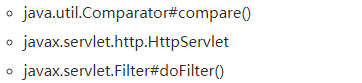 java.util.Comparator#compare()
javax.servlet.http.HttpServlet
javax.servlet.Filter#doFilter()